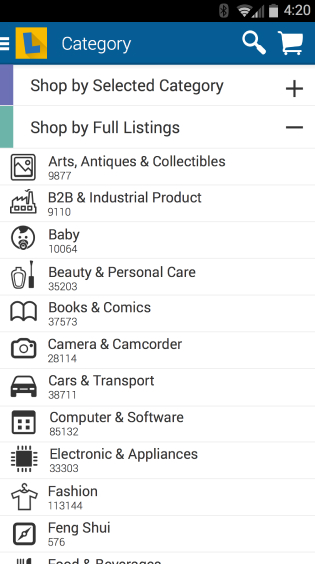 4:20
Category
Shop by Selected Category
Shop by Full Listings
Arts, Antiques & Collectibles
9877
B2B & Industrial Product
9110
Baby
10064
Beauty & Personal Care
35203
Books & Comics
37573
Camera & Camcorder
28114
Cars & Transport
38711
Computer & Software
85132
Electronic & Appliances
33303
Fashion
113144
Feng Shui
576
Food & Beverages